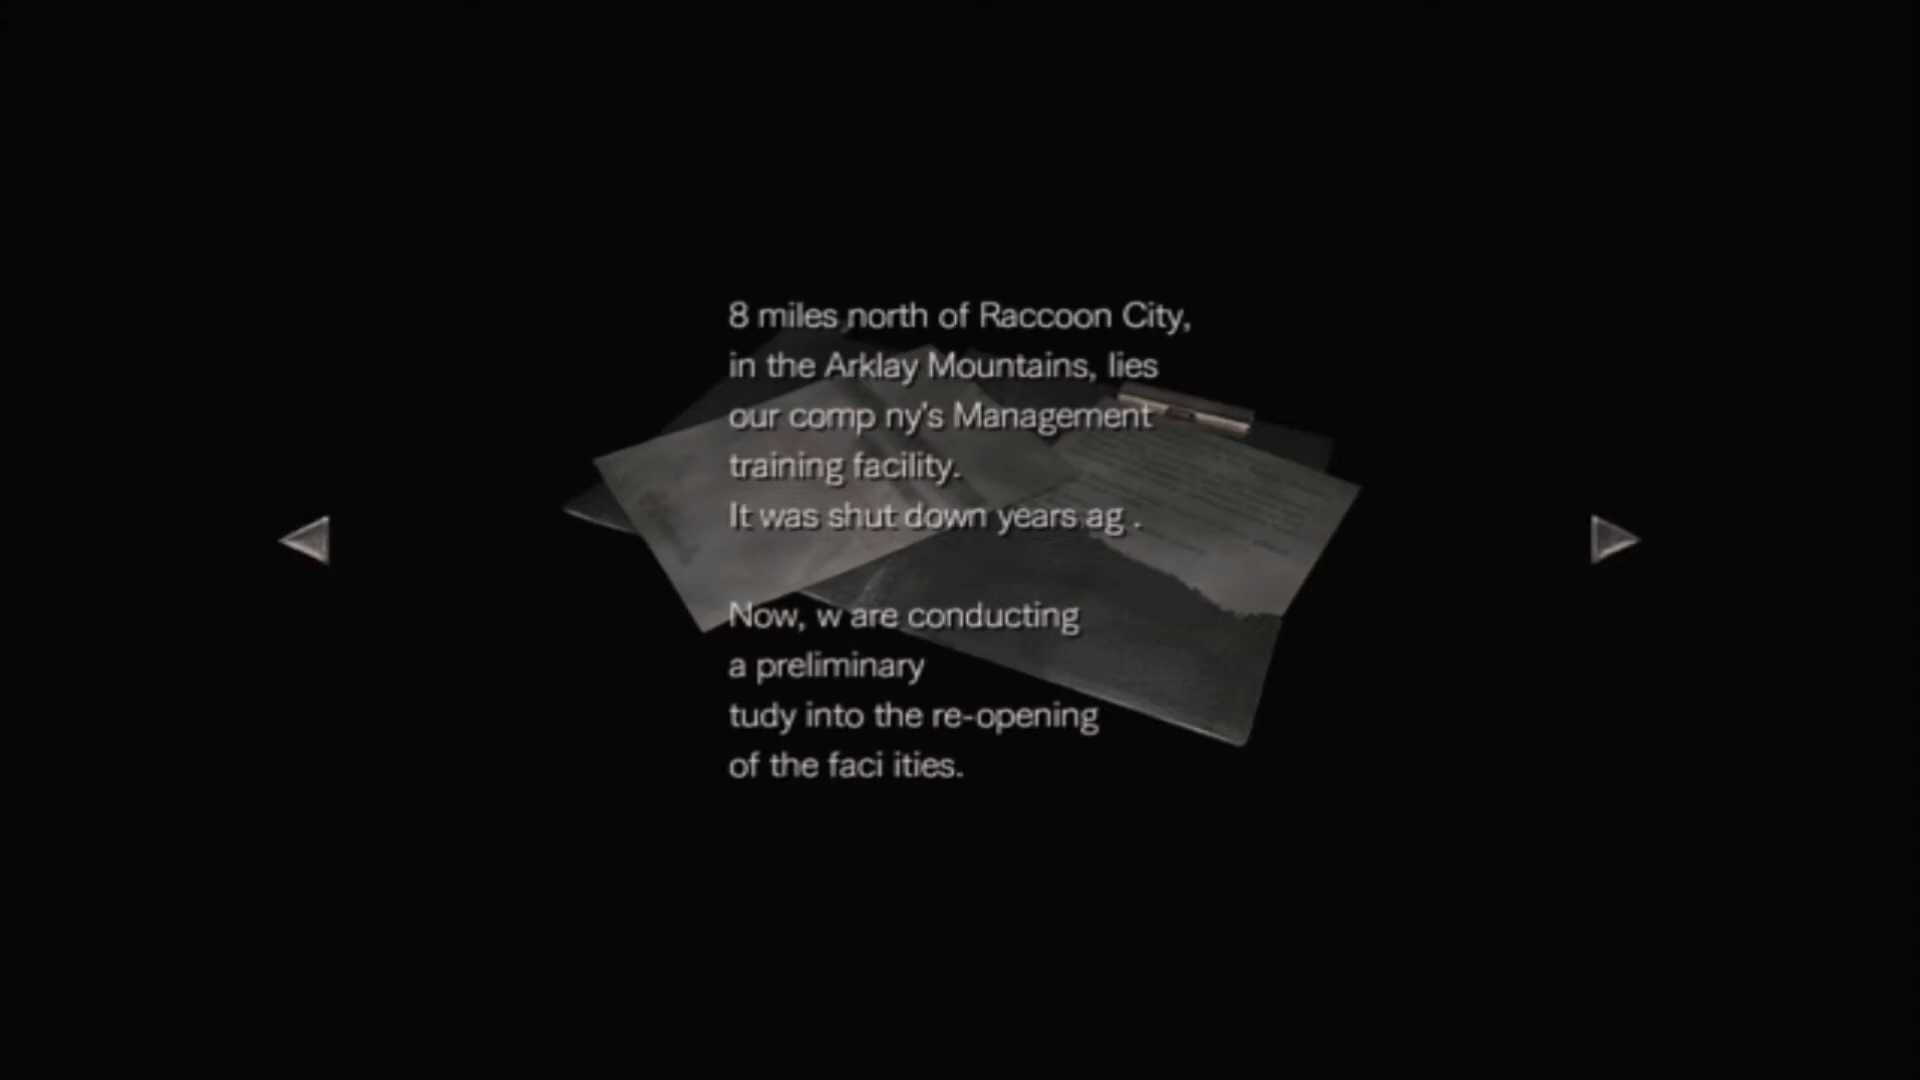 8 miles north of Raccoon City,
in the Arklay Mountains, lies
our comp ny's Management
training facility.
It was shut down years ag .
Now, w are conducting
a preliminary
tudy into the re-opening
of the faci ities.